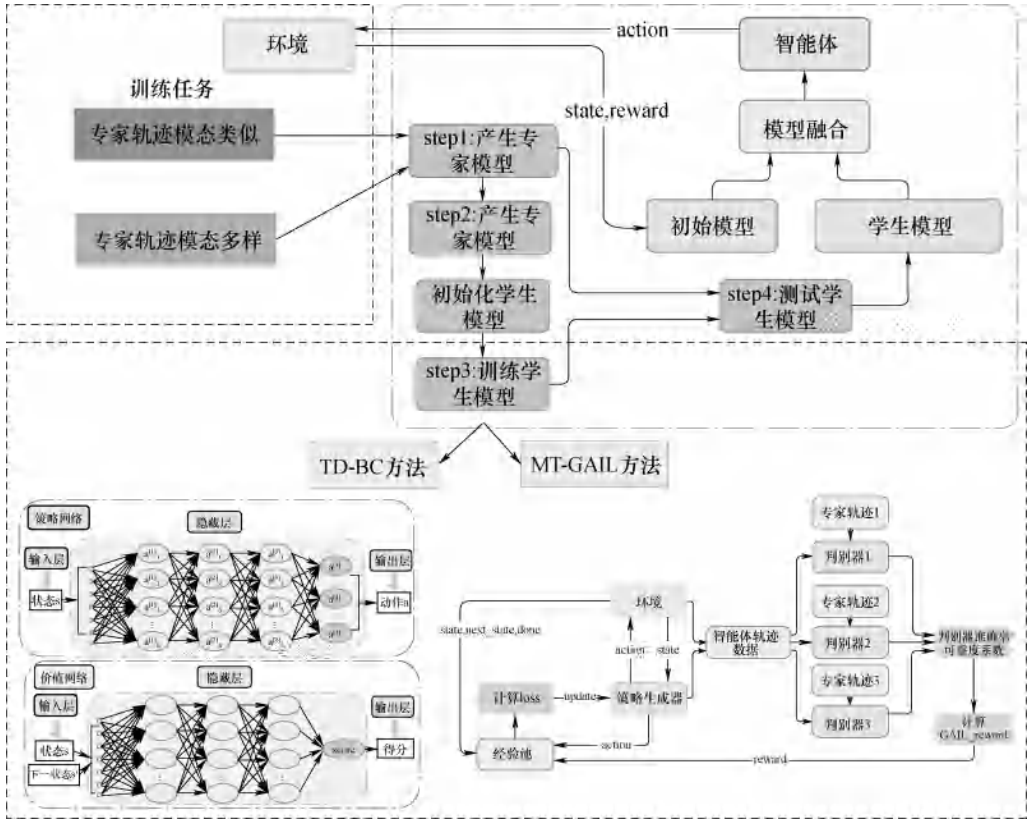 环境
action
智能体
训练任务
专家轨迹模态类似
state,reward
模型融合
step1:产生专
家模型
专家轨迹模态多样
step2:产生专
家模型
初始模型
学生模型
初始化学生
模型
step4:测试学
生模型
step3:训练学
生模型
TD-BC方法
MT-GAIL方法
策略网络
隐藏层
输入层
输出层
状态s
动作a
价值网络
隐藏层
输入层
输出层
状态s
下一状态s'
score
得分
专家轨迹1
判别器1
环境
专家轨迹2
state,next_state,done
action
state
智能体轨迹
数据
判别器2
判别器准确率
可靠度系数
计算loss
update
策略生成器
专家轨迹3
判别器3
action
经验池
计算
GAIL_reward
reward